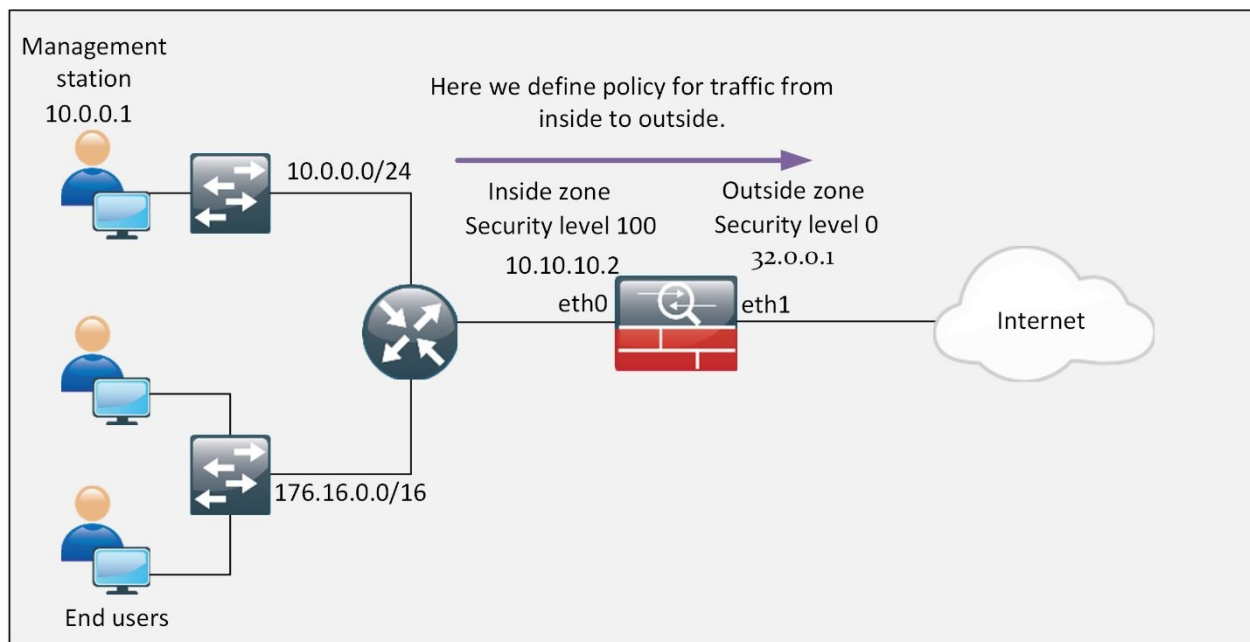 Management
station
10.0.0.1
Here we define policy for traffic from
inside to outside.
10.0.0.0/24
Inside zone
Security level 100
10.10.10.2
eth0
Outside zone
Security level 0
32.0.0.1
eth1
Internet
176.16.0.0/16
End users